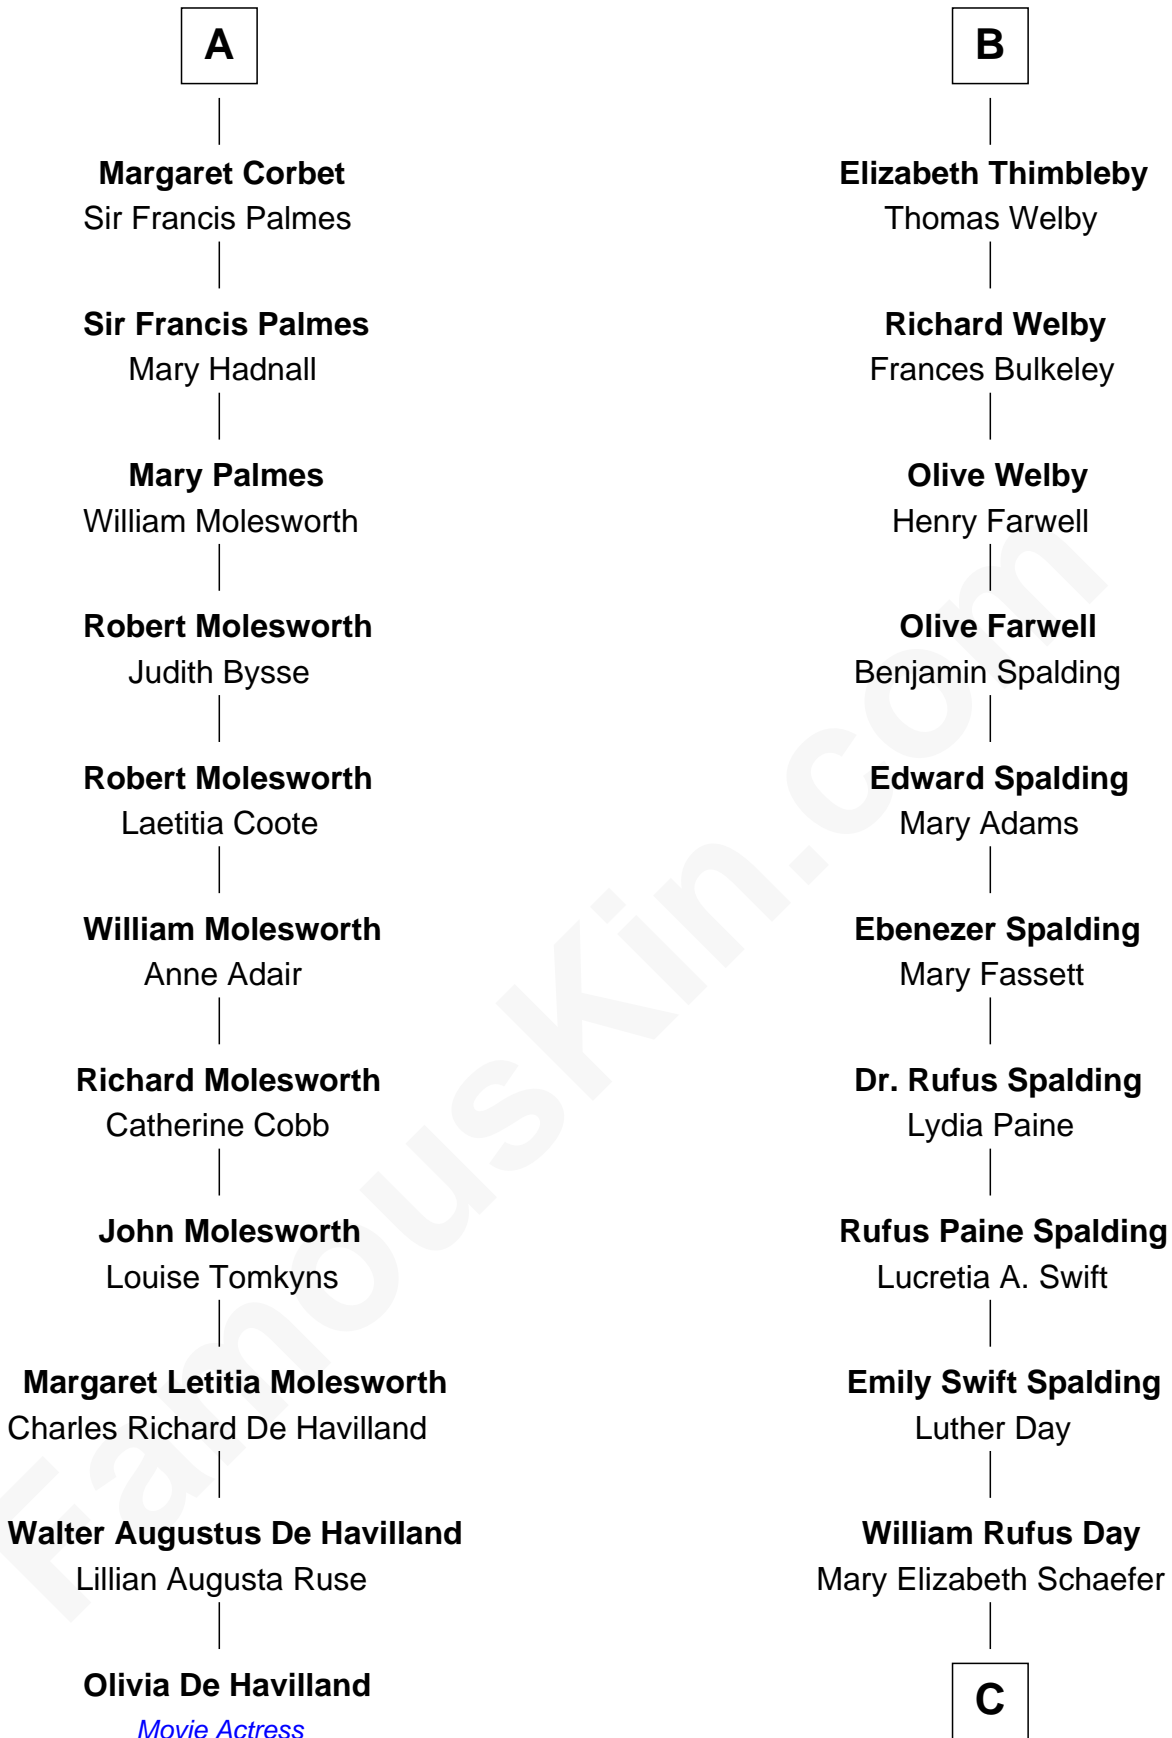 A
Margaret Corbet
Sir Francis Palmes
Sir Francis Palmes
Mary Hadnall
Mary Palmes
William Molesworth
Robert Molesworth
Judith Bysse
Robert Molesworth
Laetitia Coote
William Molesworth
Anne Adair
Richard Molesworth
Catherine Cobb
John Molesworth
Louise Tomkyns
Margaret Letitia Molesworth
Charles Richard De Havilland
Walter Augustus De Havilland
Lillian Augusta Ruse
Olivia De Havilland
Movie Actress
B
Elizabeth Thimbleby
Thomas Welby
Richard Welby
Frances Bulkeley
Olive Welby
Henry Farwell
Olive Farwell
Benjamin Spalding
Edward Spalding
Mary Adams
Ebenezer Spalding
Mary Fassett
Dr. Rufus Spalding
Lydia Paine
Rufus Paine Spalding
Lucretia A. Swift
Emily Swift Spalding
Luther Day
William Rufus Day
Mary Elizabeth Schaefer
C
FamousKin.com